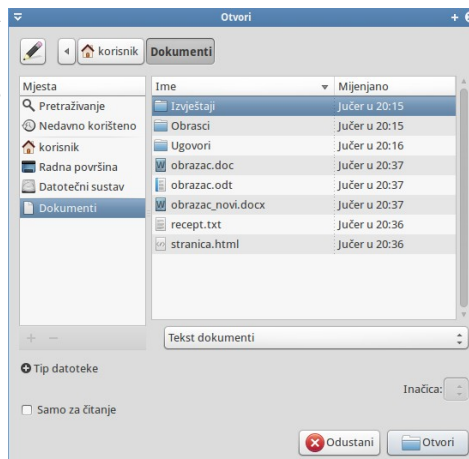 Otvori
korisnik Dokumenti
Mjesta
Pretraživanje
Nedavno korišteno
korisnik
Radna površina
Datotečni sustav
Dokumenti
Ime Mijenjano
Izvještaji Jučer u 20:15
Obrasci Jučer u 20:15
Ugovori Jučer u 20:16
obrazac.doc Jučer u 20:37
obrazac.odt Jučer u 20:37
obrazac_novi.docx Jučer u 20:37
recept.txt Jučer u 20:36
stranica.html Jučer u 20:36
Tekst dokumenti
Tip datoteke
Inačica:
Samo za čitanje
Odustani Otvori